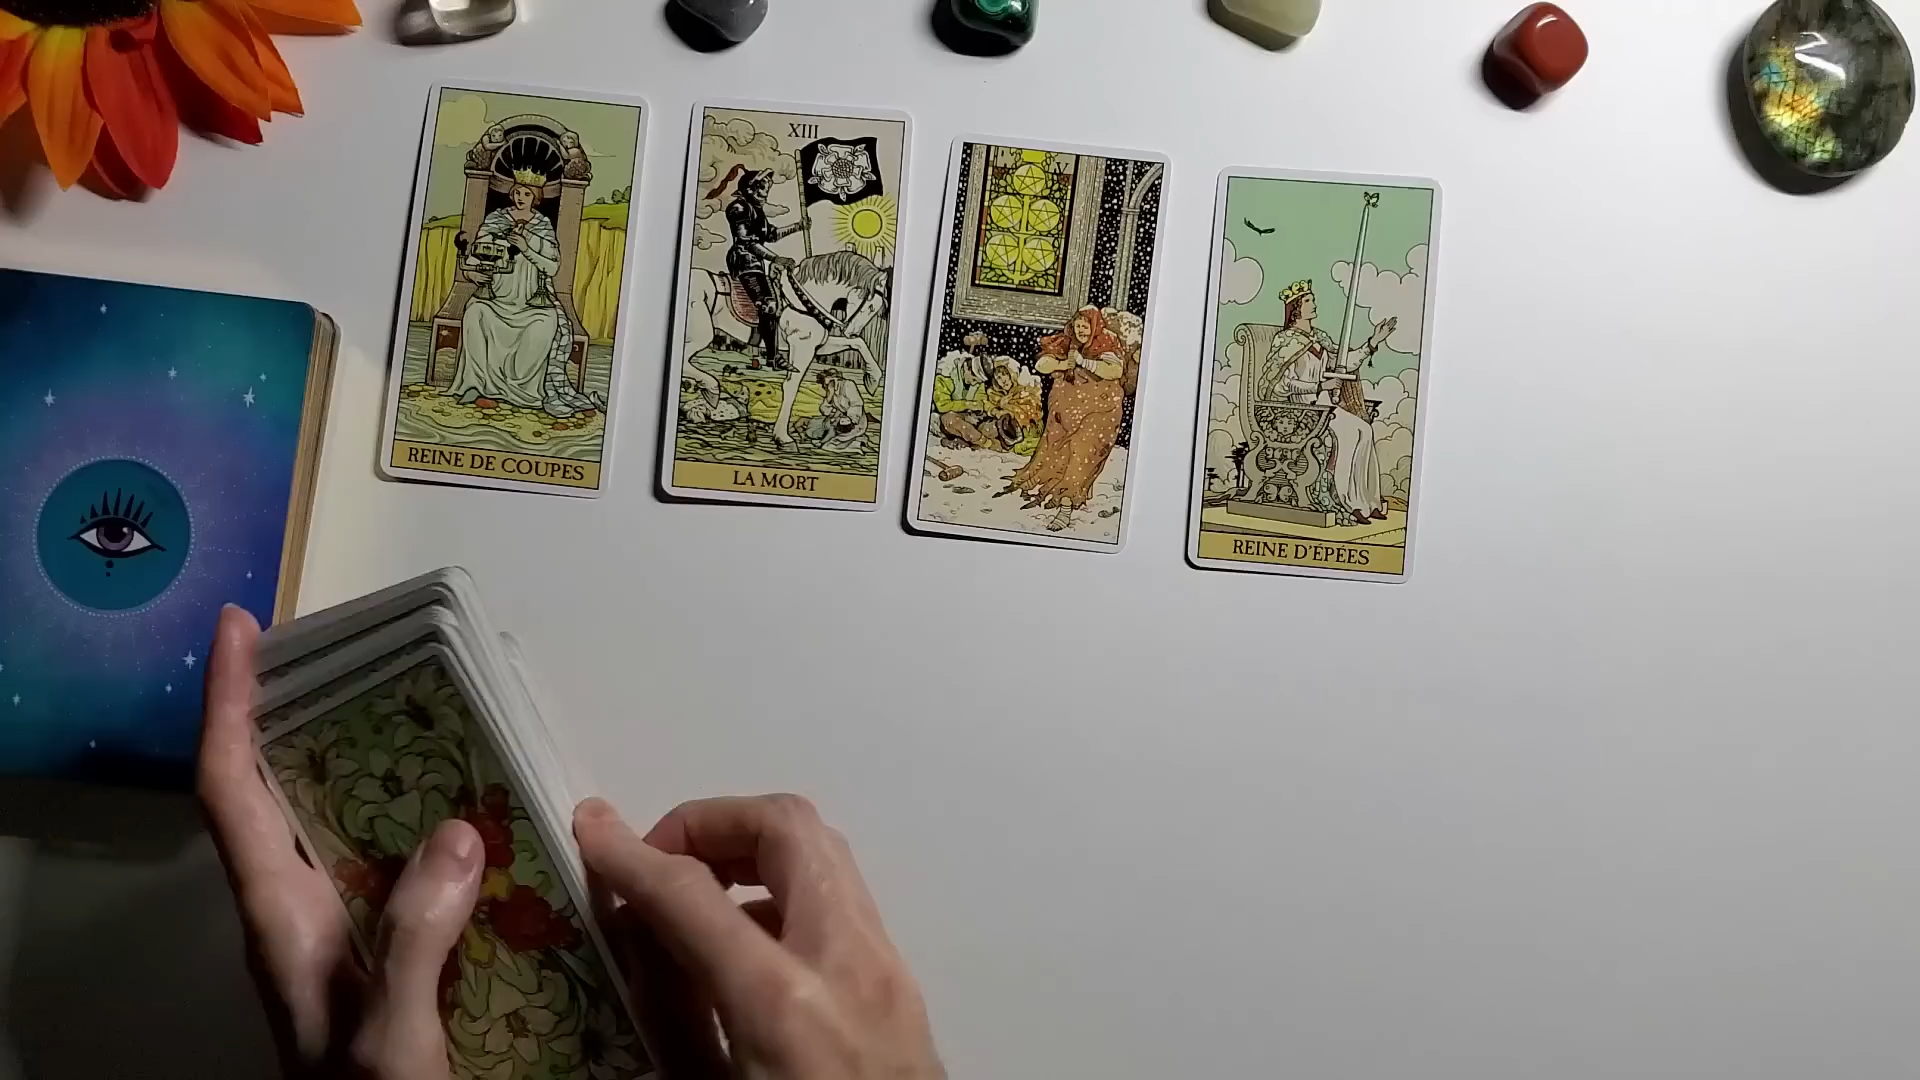 REINE DE COUPES
XIII
LA MORT
V
REINE D'ÉPÉES